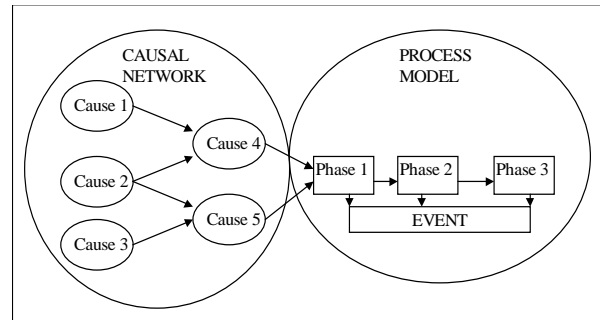 CAUSAL
NETWORK
Cause 1
Cause 2
Cause 3
Cause 4
Cause 5
PROCESS
MODEL
Phase 1
Phase 2
Phase 3
EVENT